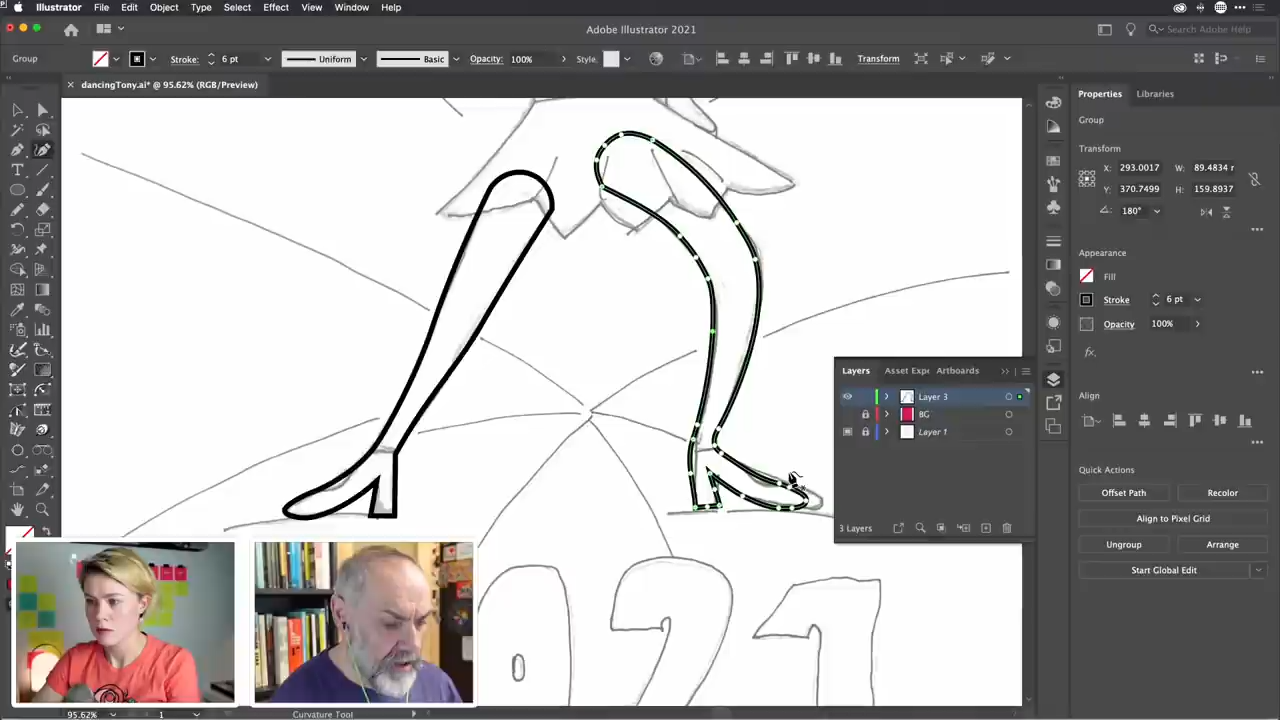 Illustrator File Edit Object Type Select Effect View Window Help
Adobe Illustrator 2021
Search Adobe Help
Group Stroke: 6 pt Uniform Basic Opacity: 100% Style: Transform
× dancingTony.ai* @ 95.62% (RGB/Preview)
Properties Libraries
Group
Transform
X: 293.0017 W: 89.4834 r
Y: 370.7499 H: 159.8937
180°
Appearance
Fill
Stroke 6 pt
Opacity 100%
fx.
Align
Quick Actions
Offset Path Recolor
Align to Pixel Grid
Ungroup Arrange
Start Global Edit
Layers Asset Exp Artboards
Layer 3
BG
Layer 1
3 Layers
021
95.62% 1 Curvature Tool